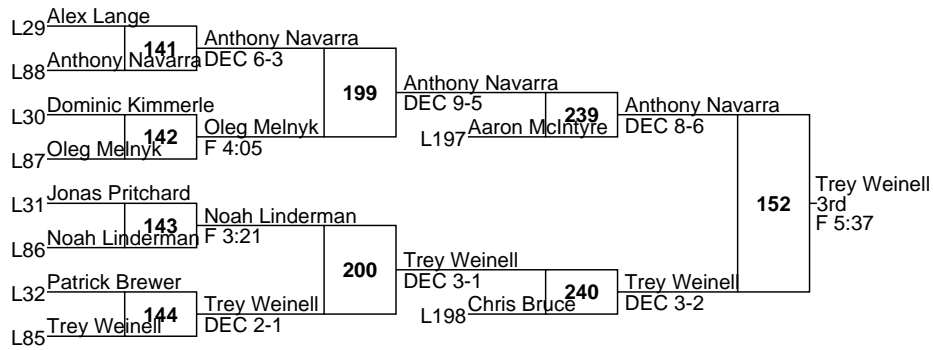 L29 Alex Lange
141
L88 Anthony Navarra
Anthony Navarra
DEC 6-3
L30 Dominic Kimmerle
142
L87 Oleg Melnyk
Oleg Melnyk
F 4:05
199
Anthony Navarra
DEC 9-5
L197 Aaron McIntyre
239
Anthony Navarra
DEC 8-6
L31 Jonas Pritchard
143
L86 Noah Linderman
Noah Linderman
F 3:21
L32 Patrick Brewer
144
L85 Trey Weinell
Trey Weinell
DEC 2-1
200
Trey Weinell
DEC 3-1
L198 Chris Bruce
240
Trey Weinell
DEC 3-2
152
Trey Weinell
3rd
F 5:37